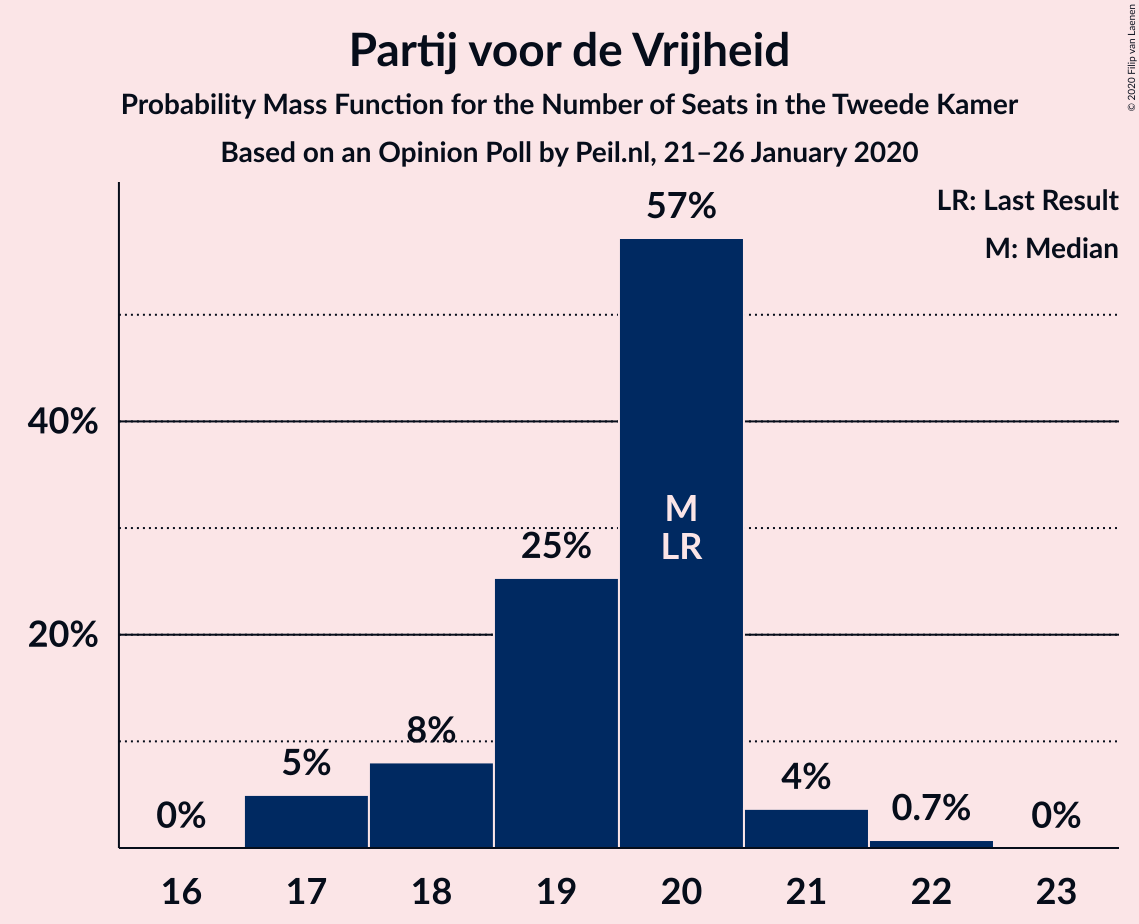 Partij voor de Vrijheid
Probability Mass Function for the Number of Seats in the Tweede Kamer
Based on an Opinion Poll by Peil.nl, 21–26 January 2020
© 2020 Filip van Laenen
LR: Last Result
M: Median
57%
40%
M
LR
25%
20%
8%
5%
4%
0.7%
0%
0%
16 17 18 19 20 21 22 23